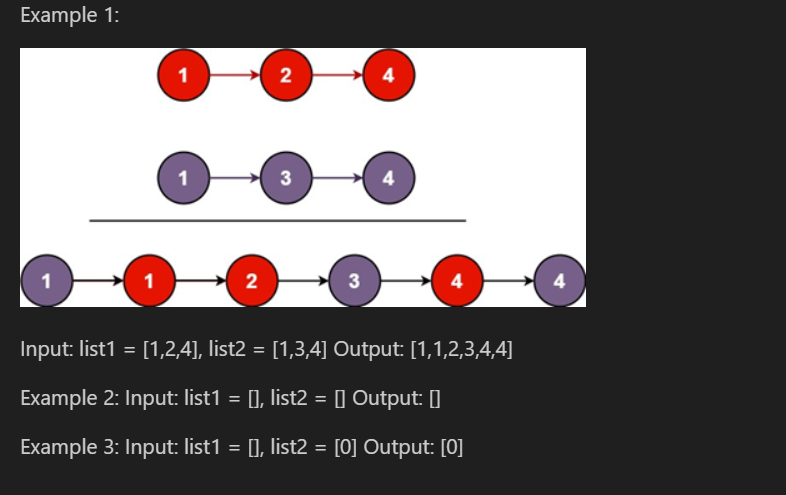 Example 1:
1 2 4
1 3 4
1 1 2 3 4 4
Input: list1 = [1,2,4], list2 = [1,3,4] Output: [1,1,2,3,4,4]
Example 2: Input: list1 = [], list2 = [] Output: []
Example 3: Input: list1 = [], list2 = [0] Output: [0]